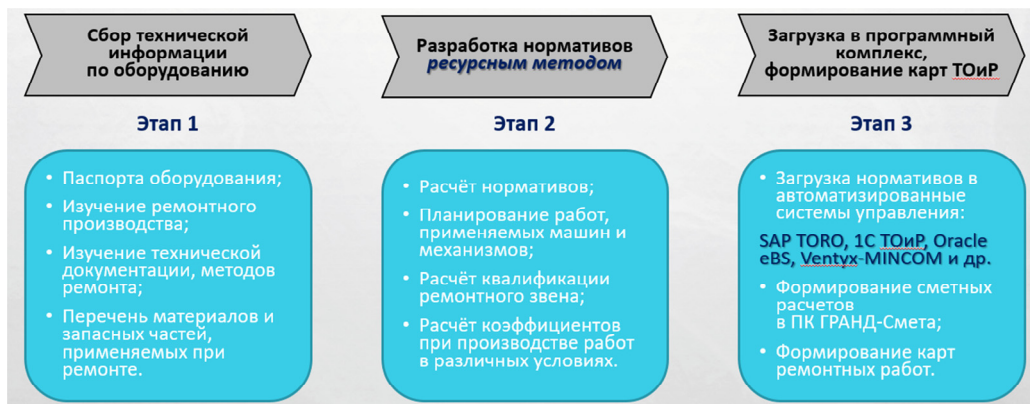 Сбор технической
информации
по оборудованию
Этап 1
• Паспорта оборудования;
• Изучение ремонтного
производства;
• Изучение технической
документации, методов
ремонта;
• Перечень материалов и
запасных частей,
применяемых при
ремонте.
Разработка нормативов
ресурсным методом
Этап 2
• Расчёт нормативов;
• Планирование работ,
применяемых машин и
механизмов;
• Расчёт квалификации
ремонтного звена;
• Расчёт коэффициентов
при производстве работ
в различных условиях.
Загрузка в программный
комплекс,
формирование карт ТОиР
Этап 3
• Загрузка нормативов в
автоматизированные
системы управления:
SAP TORO, 1С ТОиР, Oracle
eBS, Ventyx-MINCOM и др.
• Формирование сметных
расчетов
в ПК ГРАНД-Смета;
• Формирование карт
ремонтных работ.